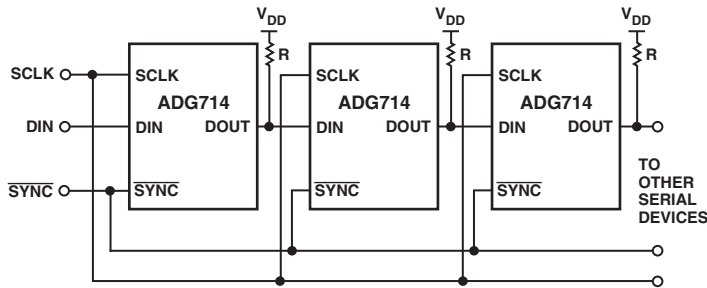 V_DD V_DD V_DD
R R R
SCLK SCLK SCLK SCLK
ADG714 ADG714 ADG714
DIN DIN DOUT DIN DOUT DIN DOUT
SYNC SYNC SYNC SYNC
TO
OTHER
SERIAL
DEVICES